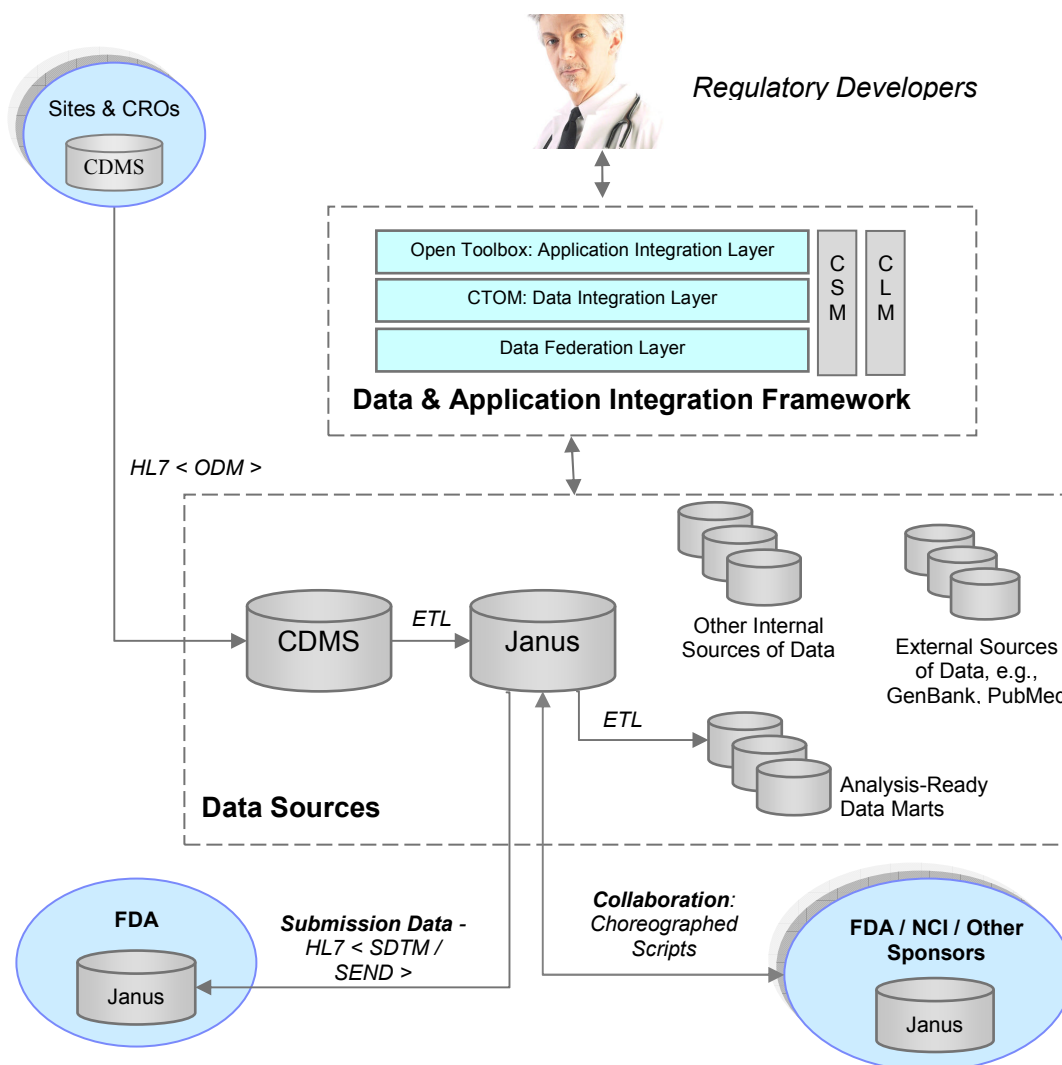 Regulatory Developers
Sites & CROs
CDMS
Open Toolbox: Application Integration Layer
CTOM: Data Integration Layer
Data Federation Layer
C
S
M
C
L
M
Data & Application Integration Framework
HL7 < ODM >
CDMS
ETL
Janus
Other Internal
Sources of Data
External Sources
of Data, e.g.,
GenBank, PubMed
ETL
Analysis-Ready
Data Marts
Data Sources
FDA
Janus
Submission Data -
HL7 < SDTM /
SEND >
Collaboration:
Choreographed
Scripts
FDA / NCI / Other
Sponsors
Janus